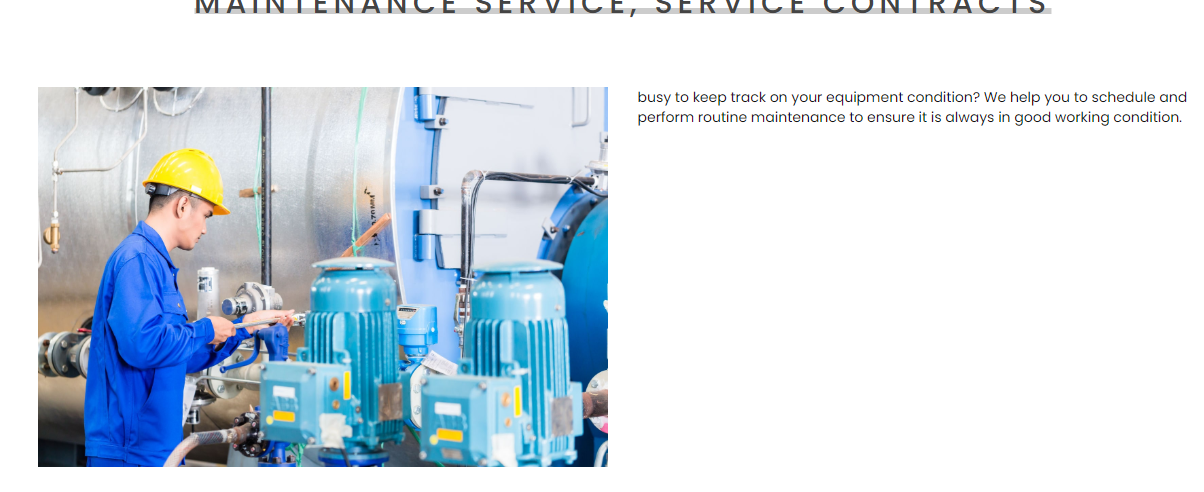 MAINTENANCE SERVICE, SERVICE CONTRACTS
busy to keep track on your equipment condition? We help you to schedule and
perform routine maintenance to ensure it is always in good working condition.